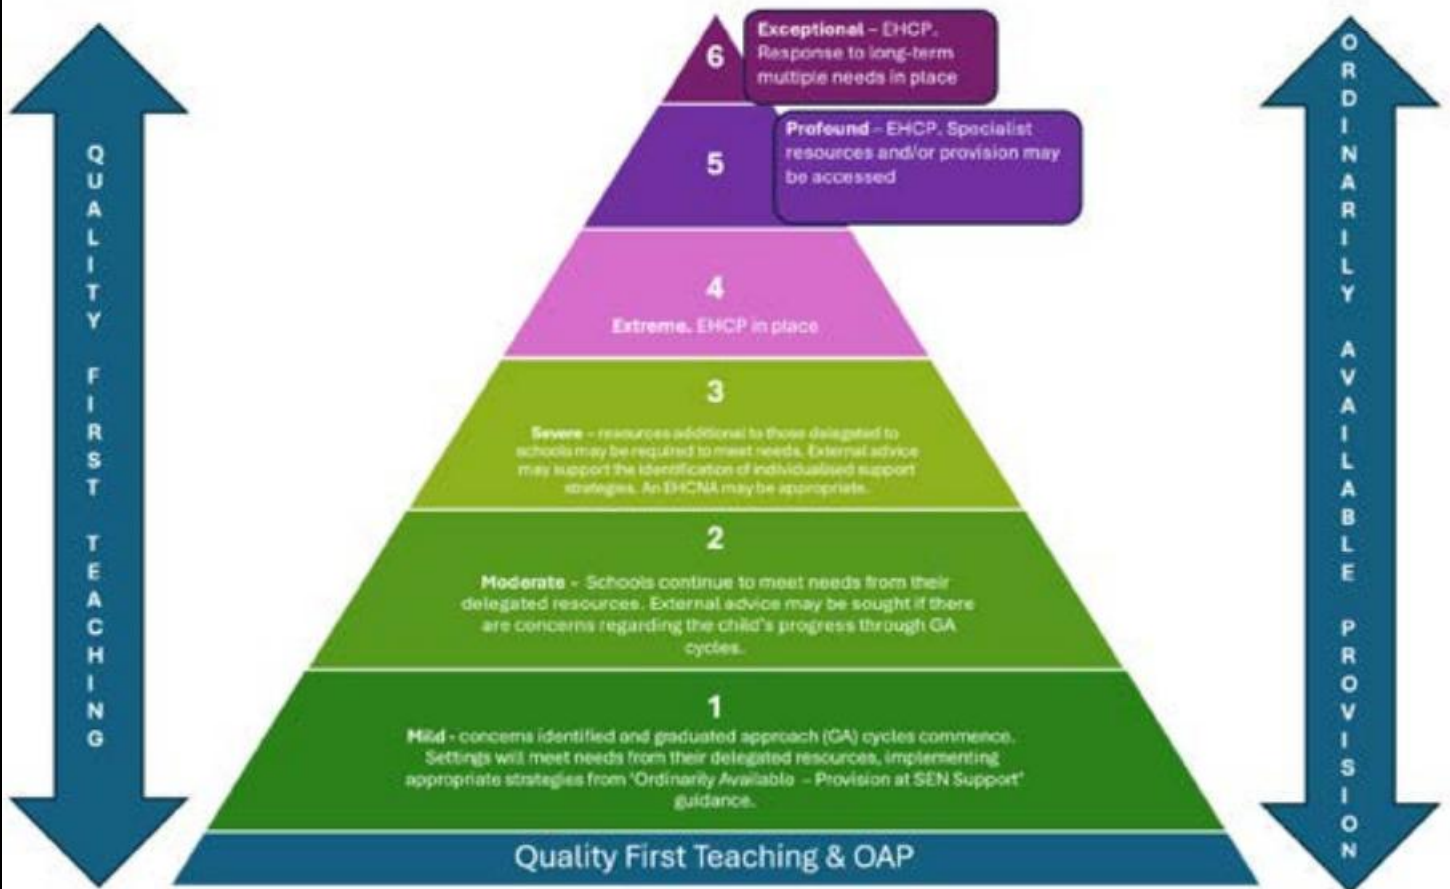 6
Exceptional – EHCP.
Response to long-term
multiple needs in place
5
Profound – EHCP. Specialist
resources and/or provision may
be accessed
4
Extreme. EHCP in place
3
Severe – resources additional to those delegated to
schools may be required to meet needs. External advice
may support the identification of individualised support
strategies. An EHCNA may be appropriate.
2
Moderate - Schools continue to meet needs from their
delegated resources. External advice may be sought if there
are concerns regarding the child's progress through GA
cycles.
1
Mild - concerns identified and graduated approach (GA) cycles commence.
Settings will meet needs from their delegated resources, implementing
appropriate strategies from 'Ordinarily Available – Provision at SEN Support'
guidance.
Quality First Teaching & OAP
QUALITY FIRST TEACHING
ORDINARILY AVAILABLE PROVISION